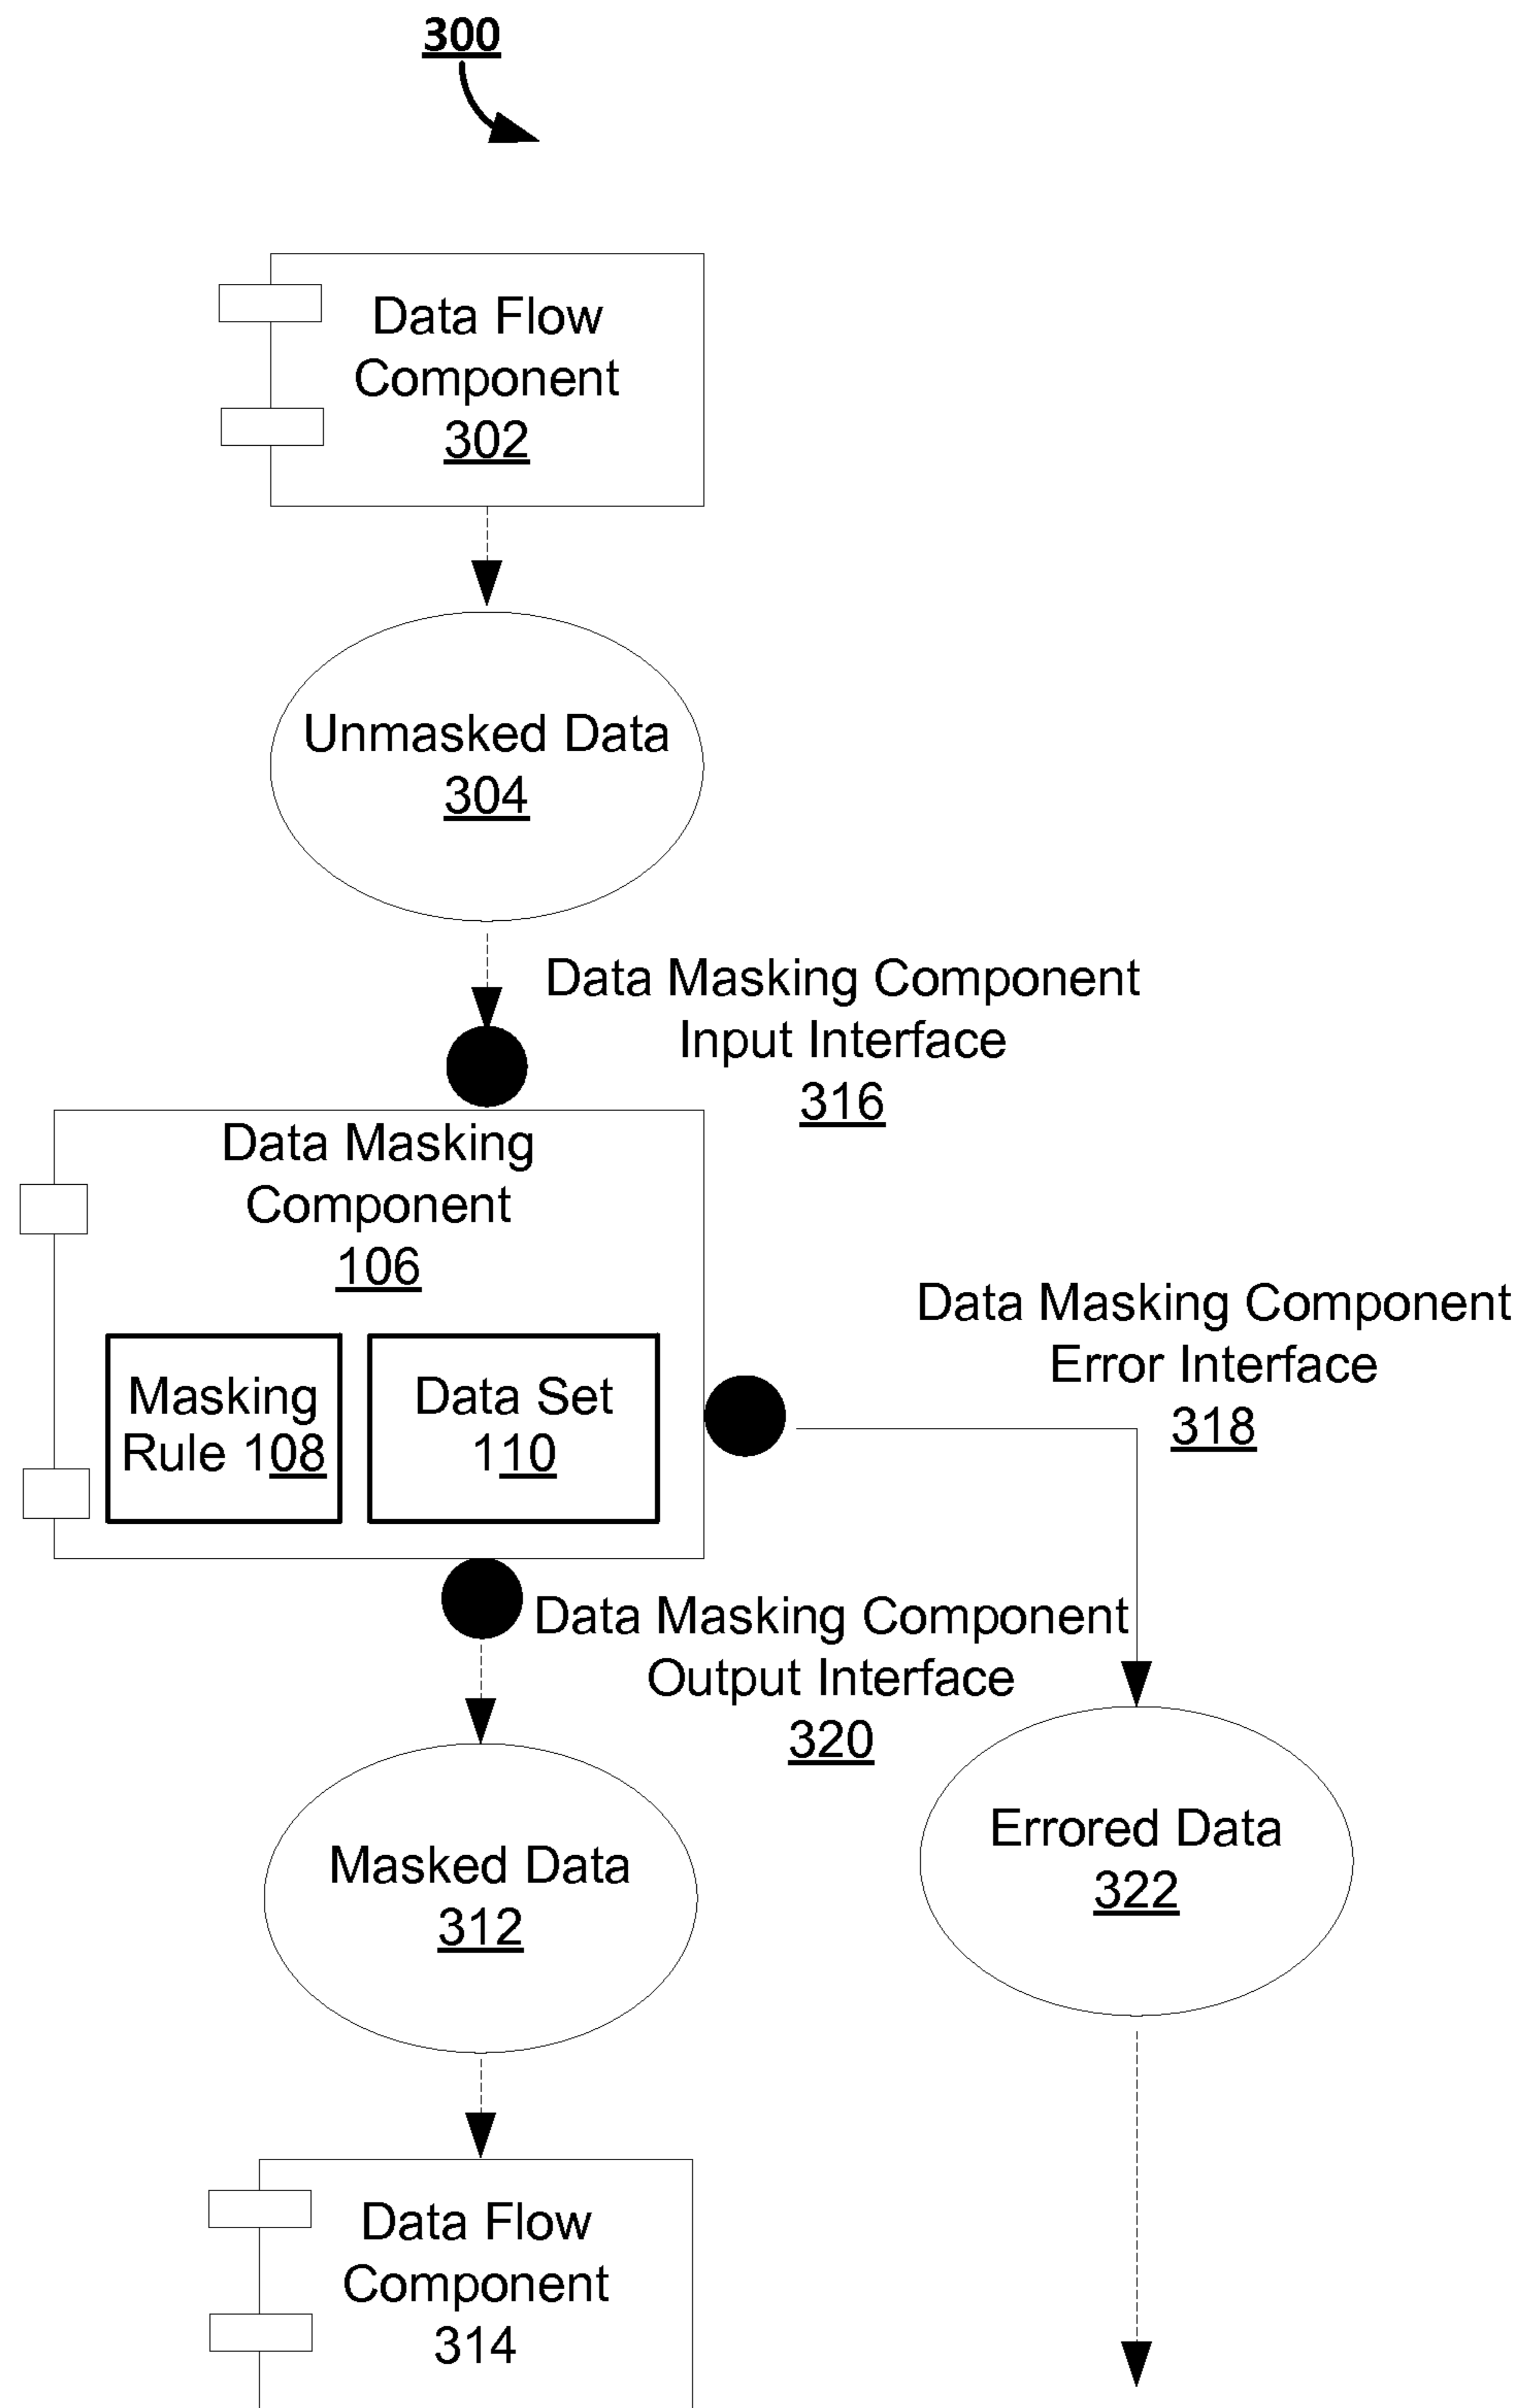 300
Data Flow
Component
302
Unmasked Data
304
Data Masking Component
Input Interface
316
Data Masking
Component
106
Masking
Rule 108
Data Set
110
Data Masking Component
Error Interface
318
Data Masking Component
Output Interface
320
Masked Data
312
Errored Data
322
Data Flow
Component
314